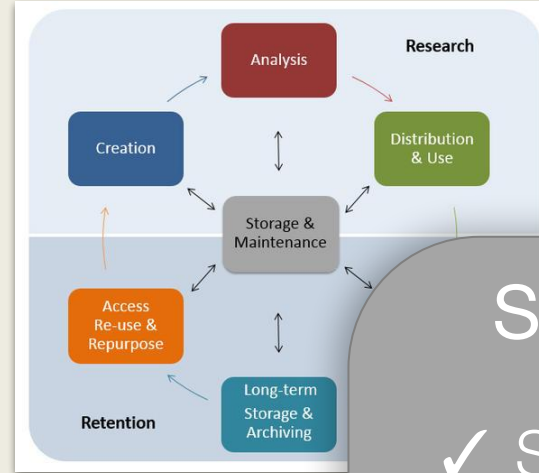 Research
Analysis
Creation
Distribution
& Use
Storage &
Maintenance
Access
Re-use &
Repurpose
Long-term
Storage &
Archiving
Retention
S
✓ S